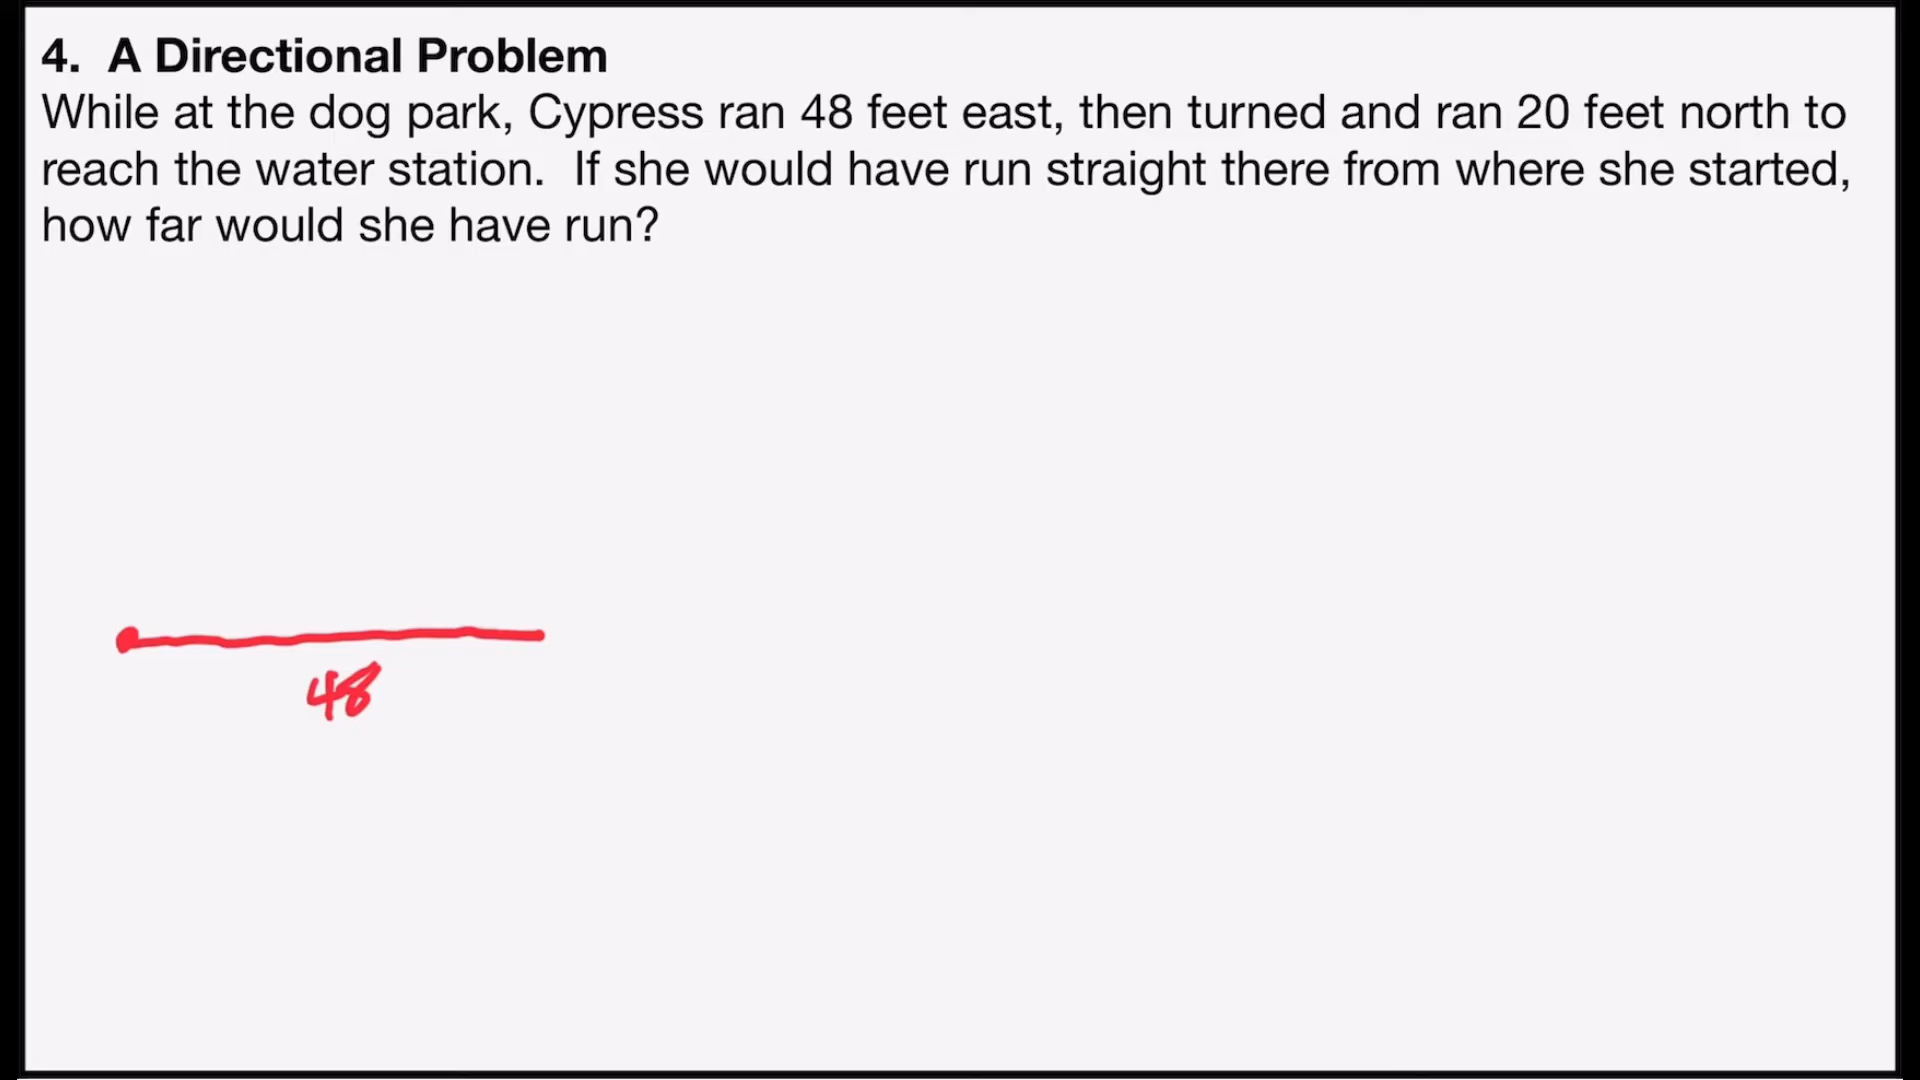 4. A Directional Problem
While at the dog park, Cypress ran 48 feet east, then turned and ran 20 feet north to
reach the water station. If she would have run straight there from where she started,
how far would she have run?
48